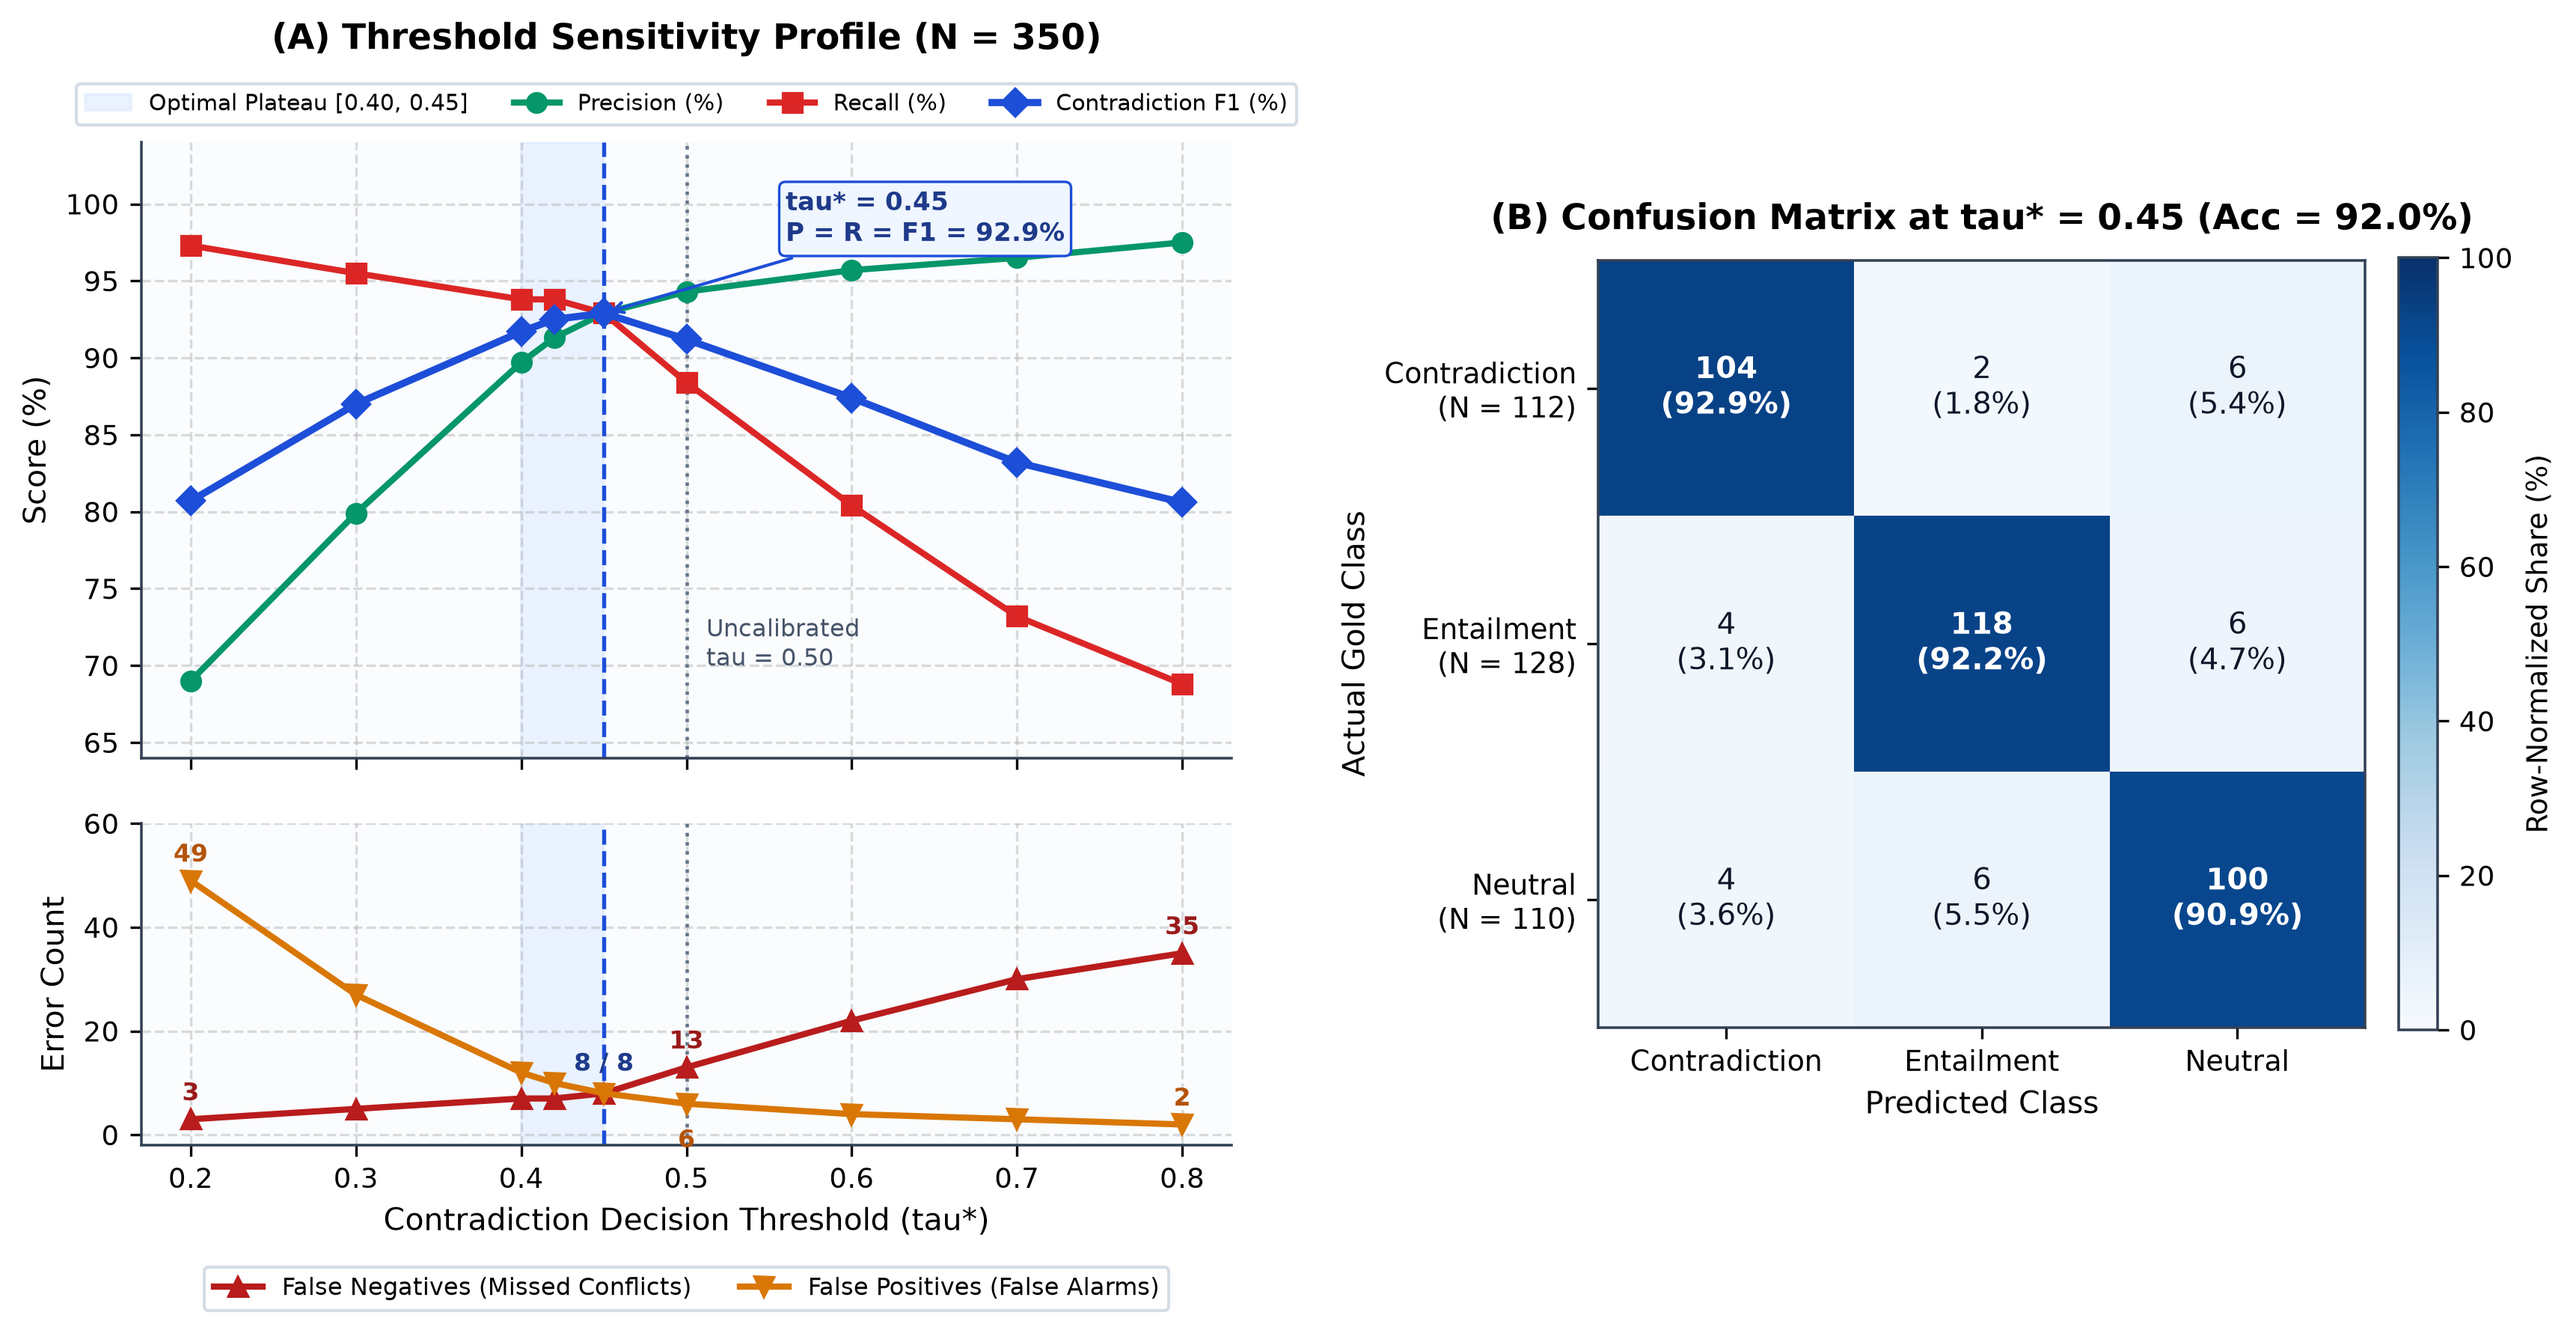 (A) Threshold Sensitivity Profile (N = 350)
Optimal Plateau [0.40, 0.45]
Precision (%)
Recall (%)
Contradiction F1 (%)
Score (%)
100
95
90
85
80
75
70
65
tau* = 0.45
P = R = F1 = 92.9%
Uncalibrated
tau = 0.50
Error Count
60
40
20
0
49
3
8 / 8
13
6
35
2
0.2
0.3
0.4
0.5
0.6
0.7
0.8
Contradiction Decision Threshold (tau*)
False Negatives (Missed Conflicts)
False Positives (False Alarms)
(B) Confusion Matrix at tau* = 0.45 (Acc = 92.0%)
Actual Gold Class
Contradiction
(N = 112)
104
(92.9%)
2
(1.8%)
6
(5.4%)
Entailment
(N = 128)
4
(3.1%)
118
(92.2%)
6
(4.7%)
Neutral
(N = 110)
4
(3.6%)
6
(5.5%)
100
(90.9%)
Contradiction
Entailment
Neutral
Predicted Class
100
80
60
40
20
0
Row-Normalized Share (%)